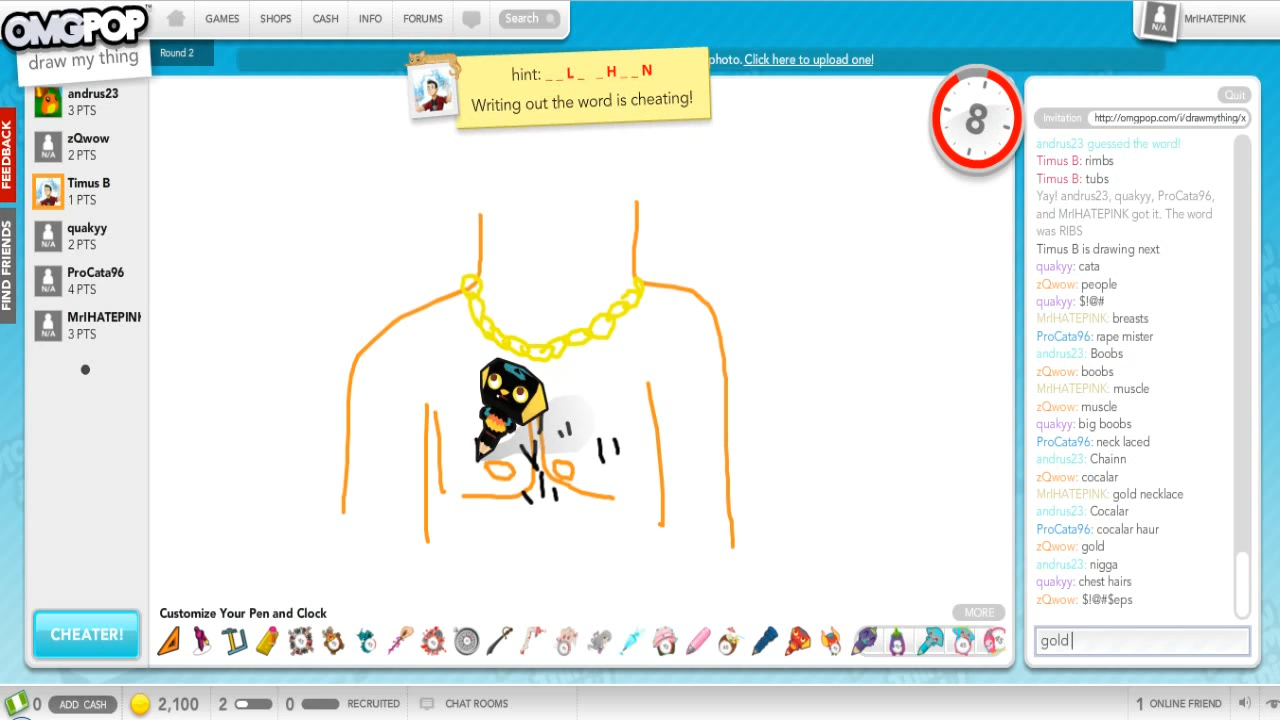 OMGPOP
draw my thing
GAMES
SHOPS
CASH
INFO
FORUMS
Search
N/A
MrIHATEPINK
Round 2
photo. Click here to upload one!
hint: _ _ L _   _ H _ _ N
Writing out the word is cheating!
8
FEEDBACK
FIND FRIENDS
andrus23
3 PTS
N/A
zQwow
2 PTS
Timus B
1 PTS
N/A
quakyy
2 PTS
N/A
ProCata96
4 PTS
N/A
MrIHATEPIN
3 PTS
CHEATER!
Quit
Invitation
http://omgpop.com/i/drawmything/x
andrus23 guessed the word!
Timus B: rimbs
Timus B: tubs
Yay! andrus23, quakyy, ProCata96,
and MrIHATEPINK got it. The word
was RIBS
Timus B is drawing next
quakyy: cata
zQwow: people
quakyy: $!@#
MrIHATEPINK: breasts
ProCata96: rape mister
andrus23: Boobs
zQwow: boobs
MrIHATEPINK: muscle
zQwow: muscle
quakyy: big boobs
ProCata96: neck laced
andrus23: Chainn
zQwow: cocalar
MrIHATEPINK: gold necklace
andrus23: Cocalar
ProCata96: cocalar haur
zQwow: gold
andrus23: nigga
quakyy: chest hairs
zQwow: $!@#$eps
gold
Customize Your Pen and Clock
MORE
0
ADD CASH
2,100
2
0
RECRUITED
CHAT ROOMS
1 ONLINE FRIEND